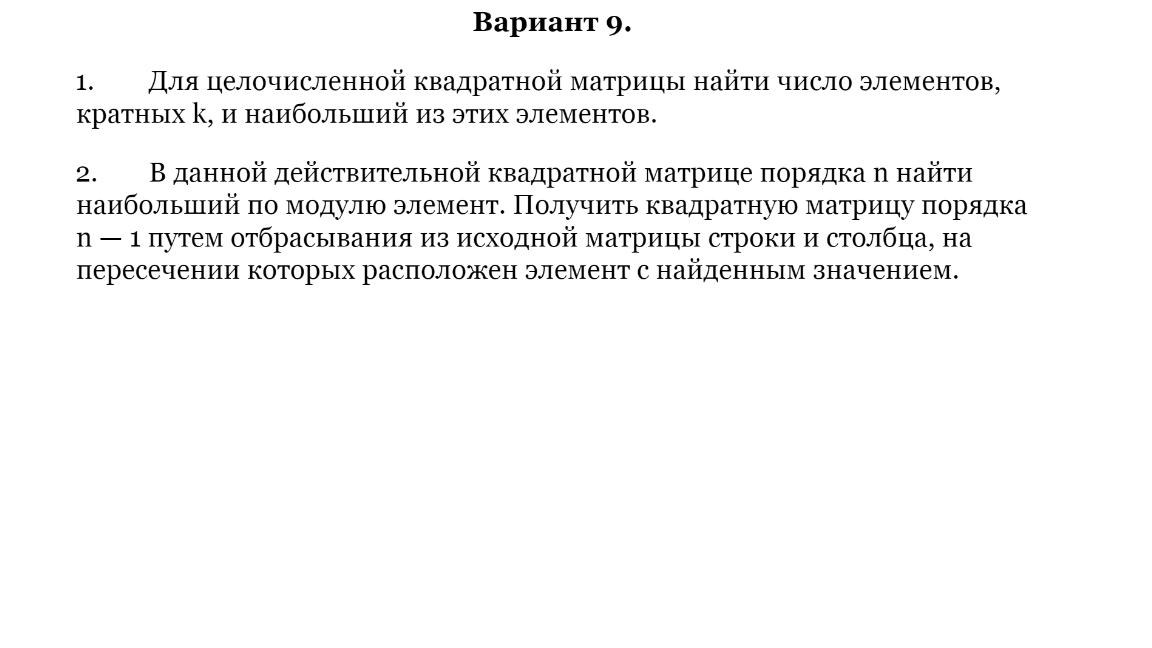 Вариант 9.
1. Для целочисленной квадратной матрицы найти число элементов,
кратных k, и наибольший из этих элементов.
2. В данной действительной квадратной матрице порядка n найти
наибольший по модулю элемент. Получить квадратную матрицу порядка
n — 1 путем отбрасывания из исходной матрицы строки и столбца, на
пересечении которых расположен элемент с найденным значением.